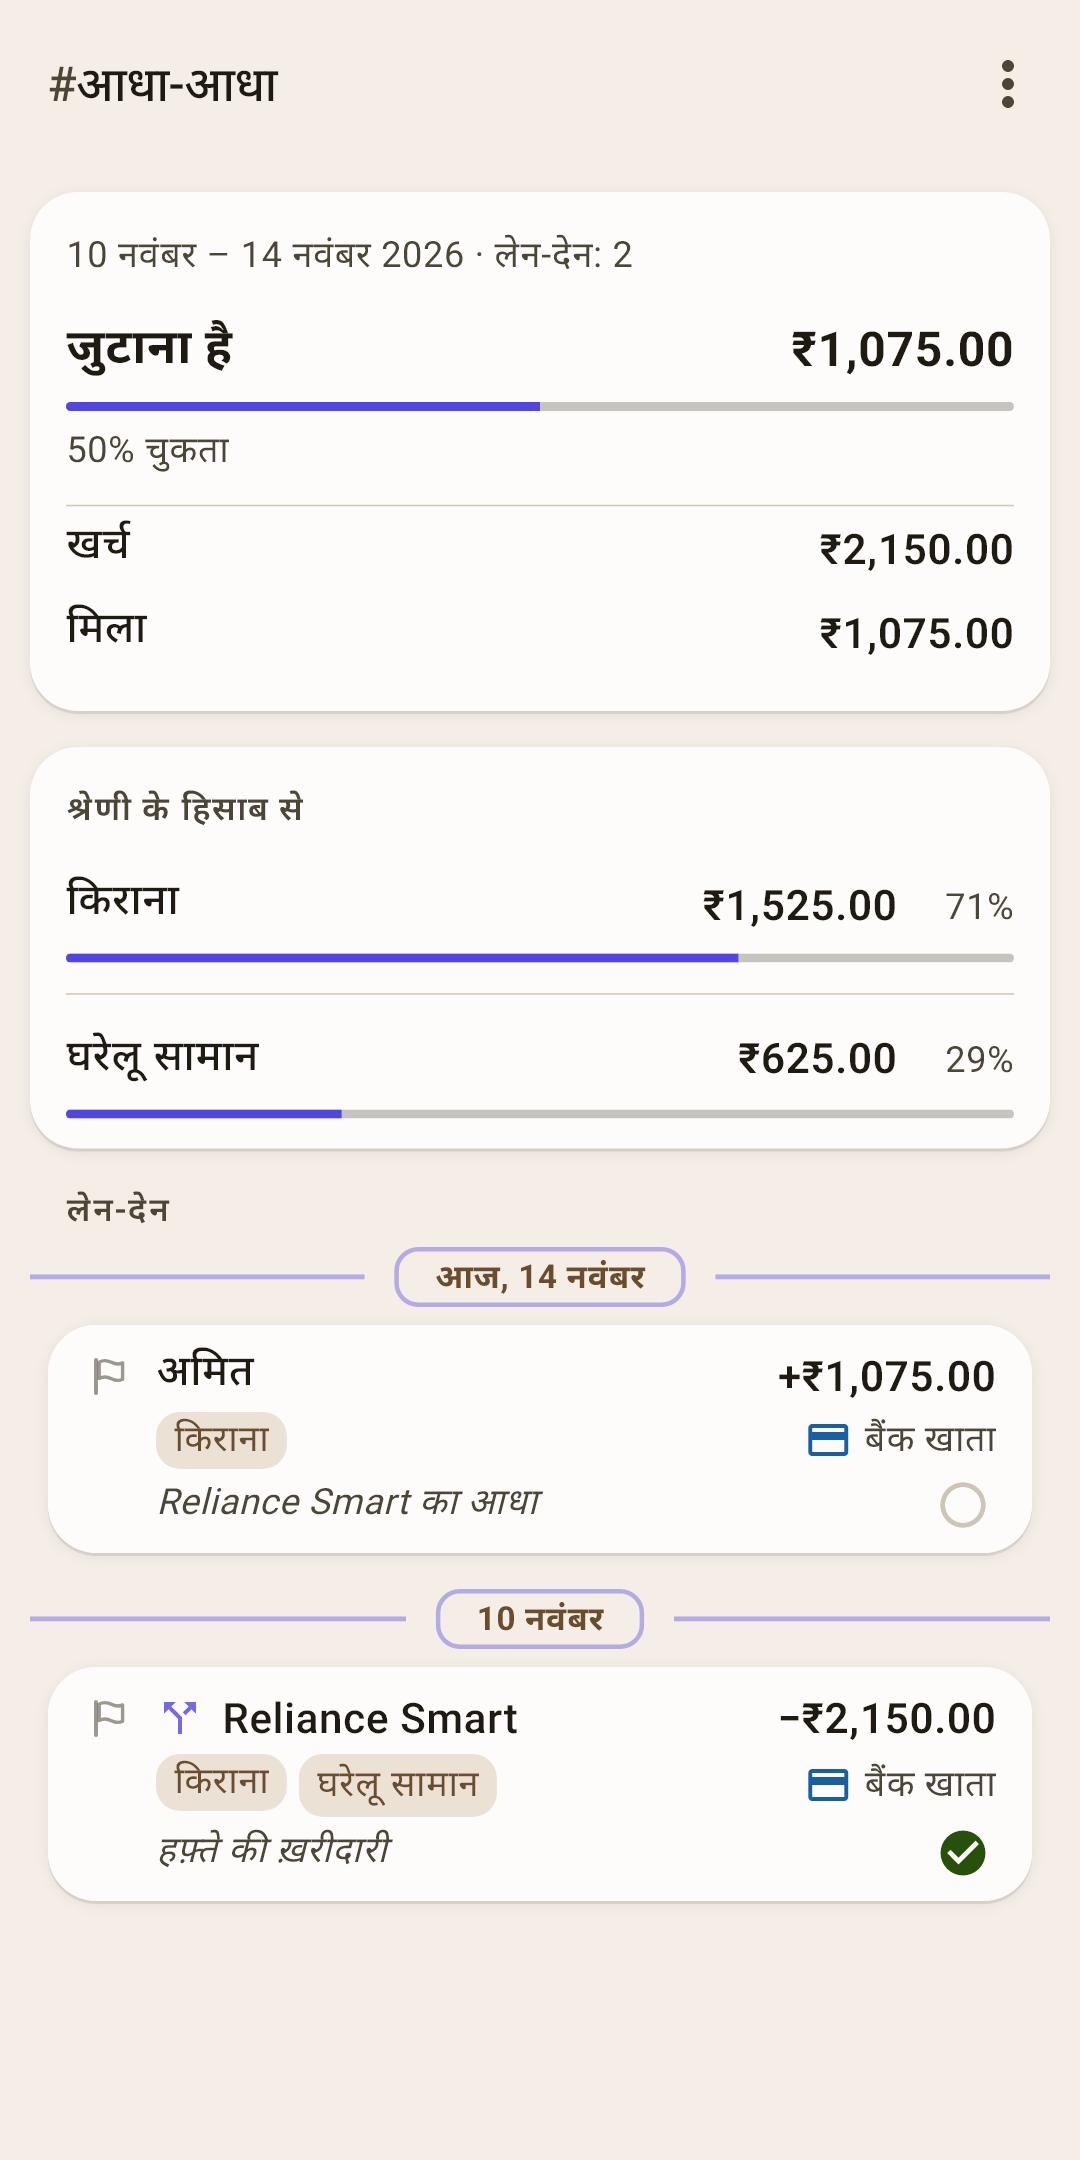 #आधा-आधा
10 नवंबर – 14 नवंबर 2026 · लेन-देन: 2
जुटाना है ₹1,075.00
50% चुकता
खर्च ₹2,150.00
मिला ₹1,075.00
श्रेणी के हिसाब से
किराना ₹1,525.00 71%
घरेलू सामान ₹625.00 29%
लेन-देन
आज, 14 नवंबर
अमित +₹1,075.00
किराना बैंक खाता
Reliance Smart का आधा
10 नवंबर
Reliance Smart −₹2,150.00
किराना घरेलू सामान बैंक खाता
हफ़्ते की ख़रीदारी